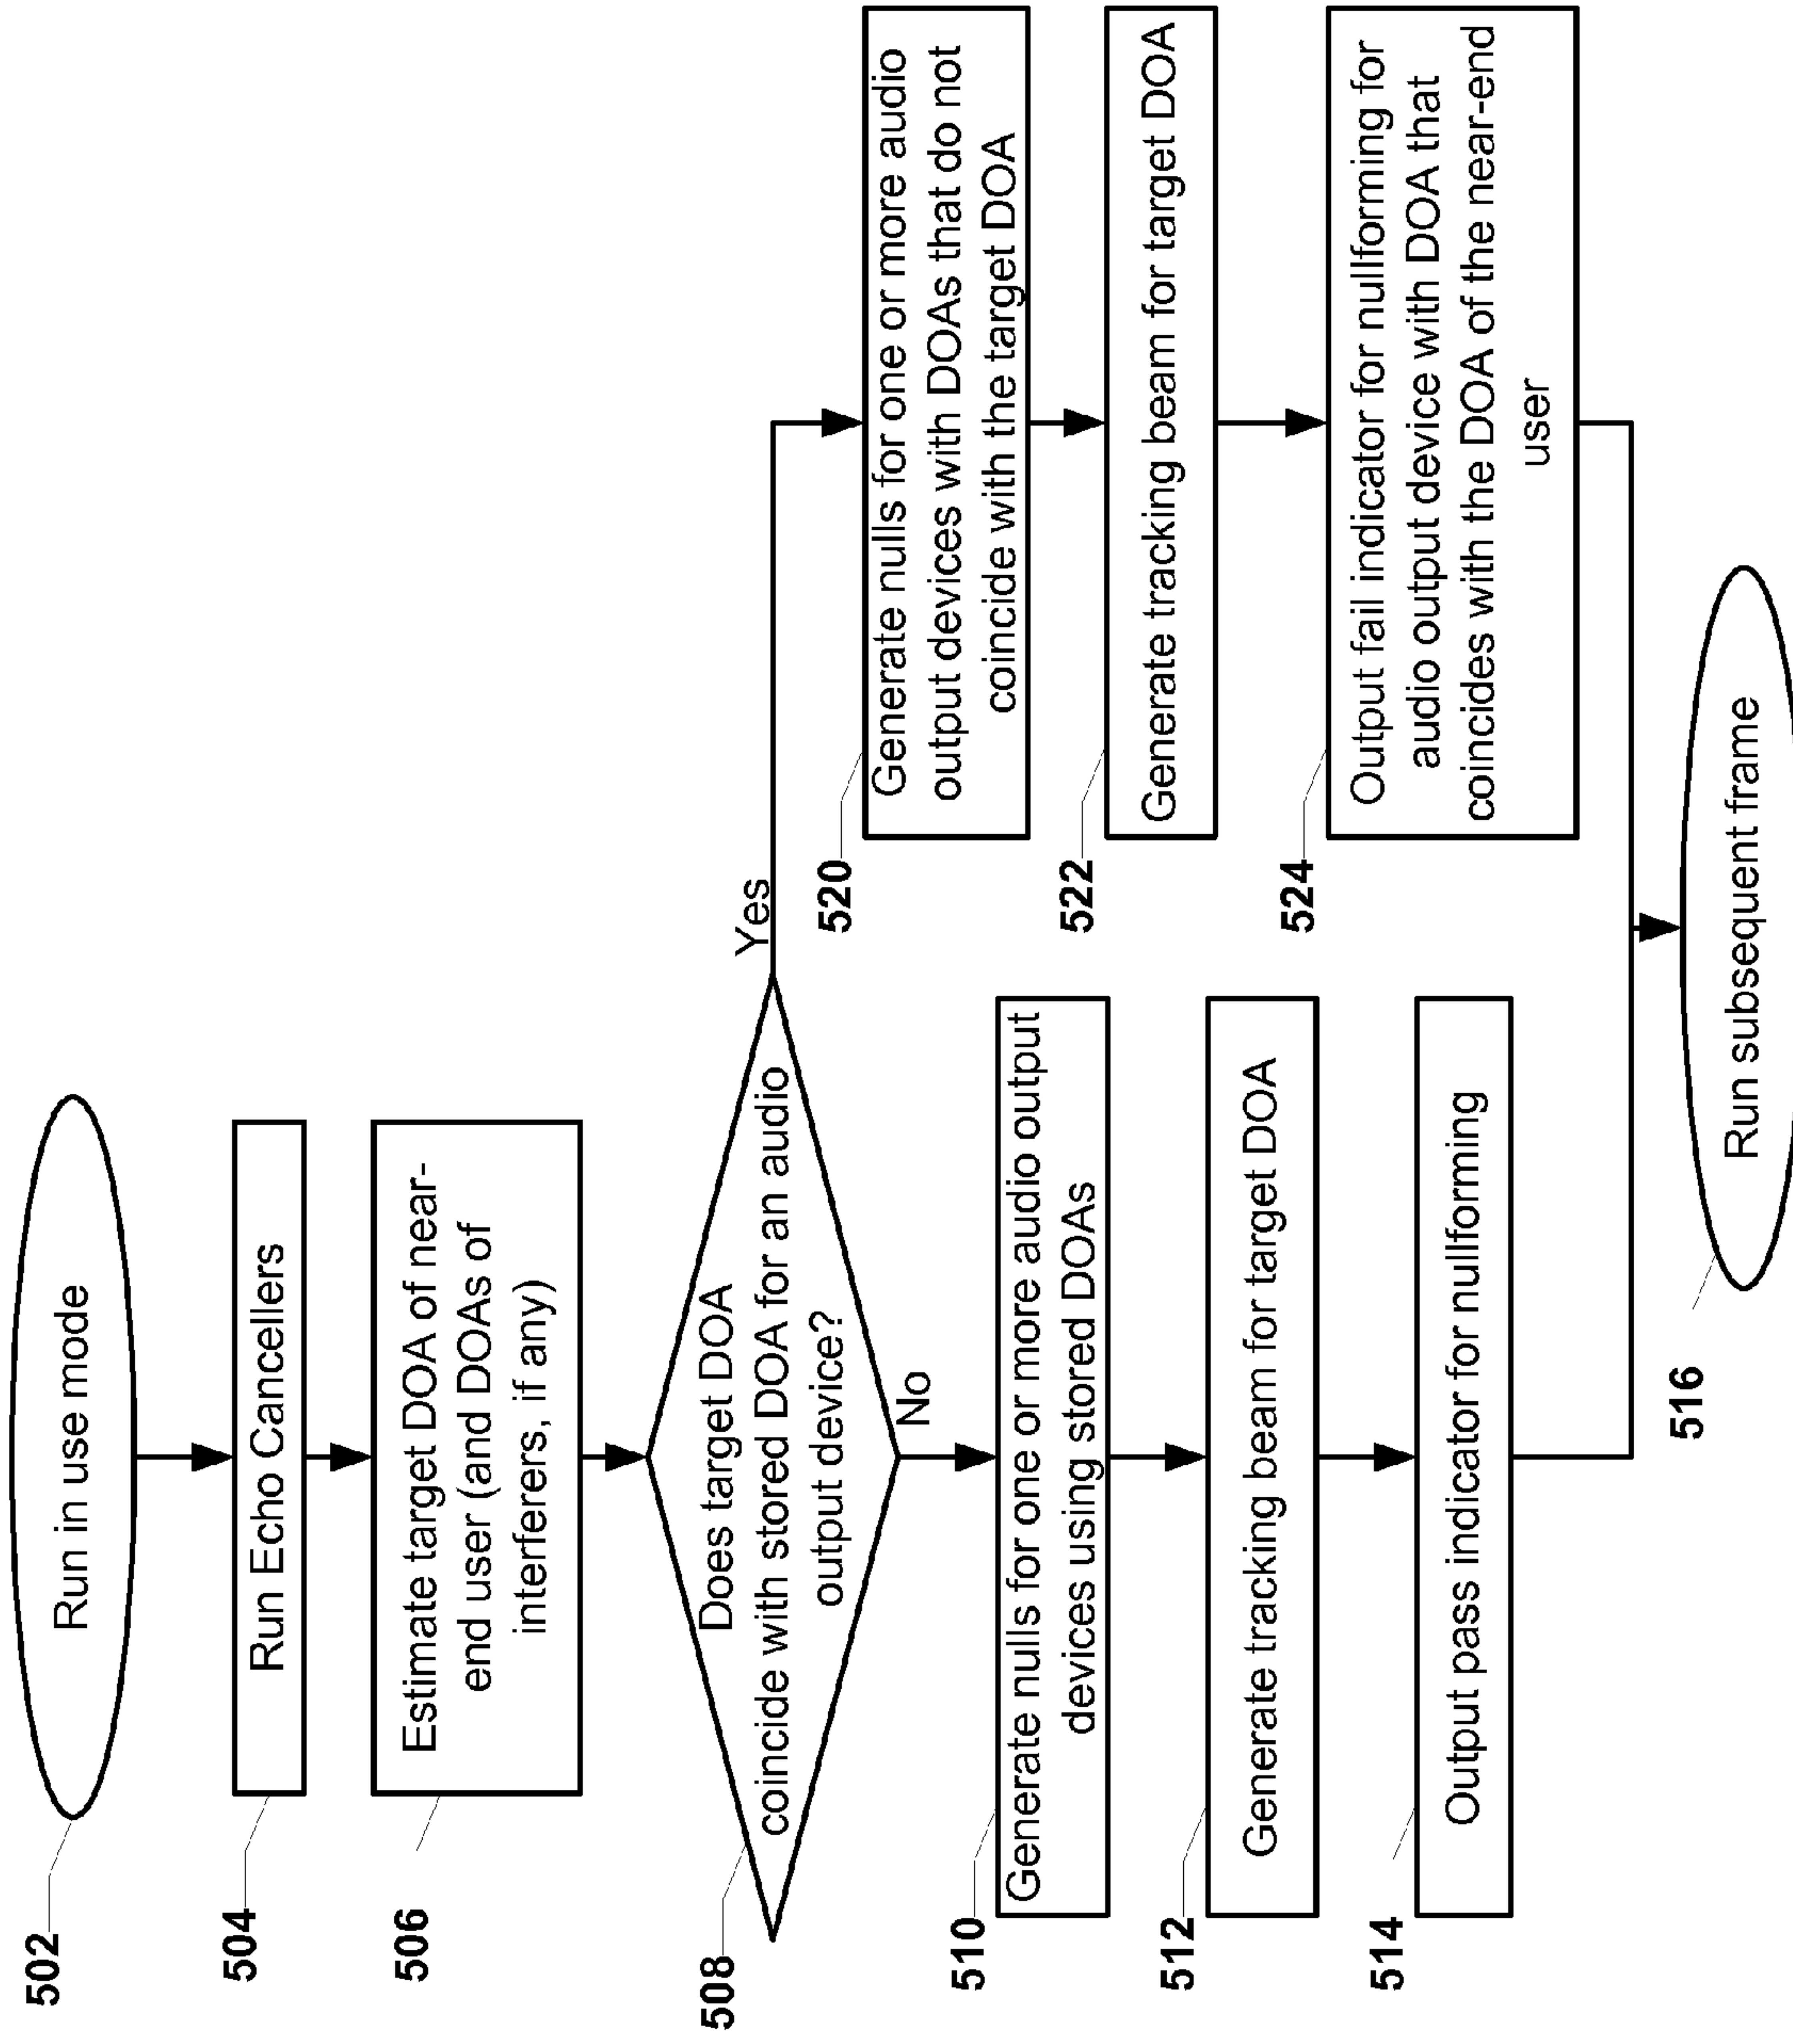 502
Run in use mode
504
Run Echo Cancellers
506
Estimate target DOA of near-
end user (and DOAs of
interferers, if any)
508
Does target DOA
coincide with stored DOA for an audio
output device?
No
Yes
510
Generate nulls for one or more audio output
devices using stored DOAs
512
Generate tracking beam for target DOA
514
Output pass indicator for nullforming
520
Generate nulls for one or more audio
output devices with DOAs that do not
coincide with the target DOA
522
Generate tracking beam for target DOA
524
Output fail indicator for nullforming for
audio output device with DOA that
coincides with the DOA of the near-end
user
516
Run subsequent frame